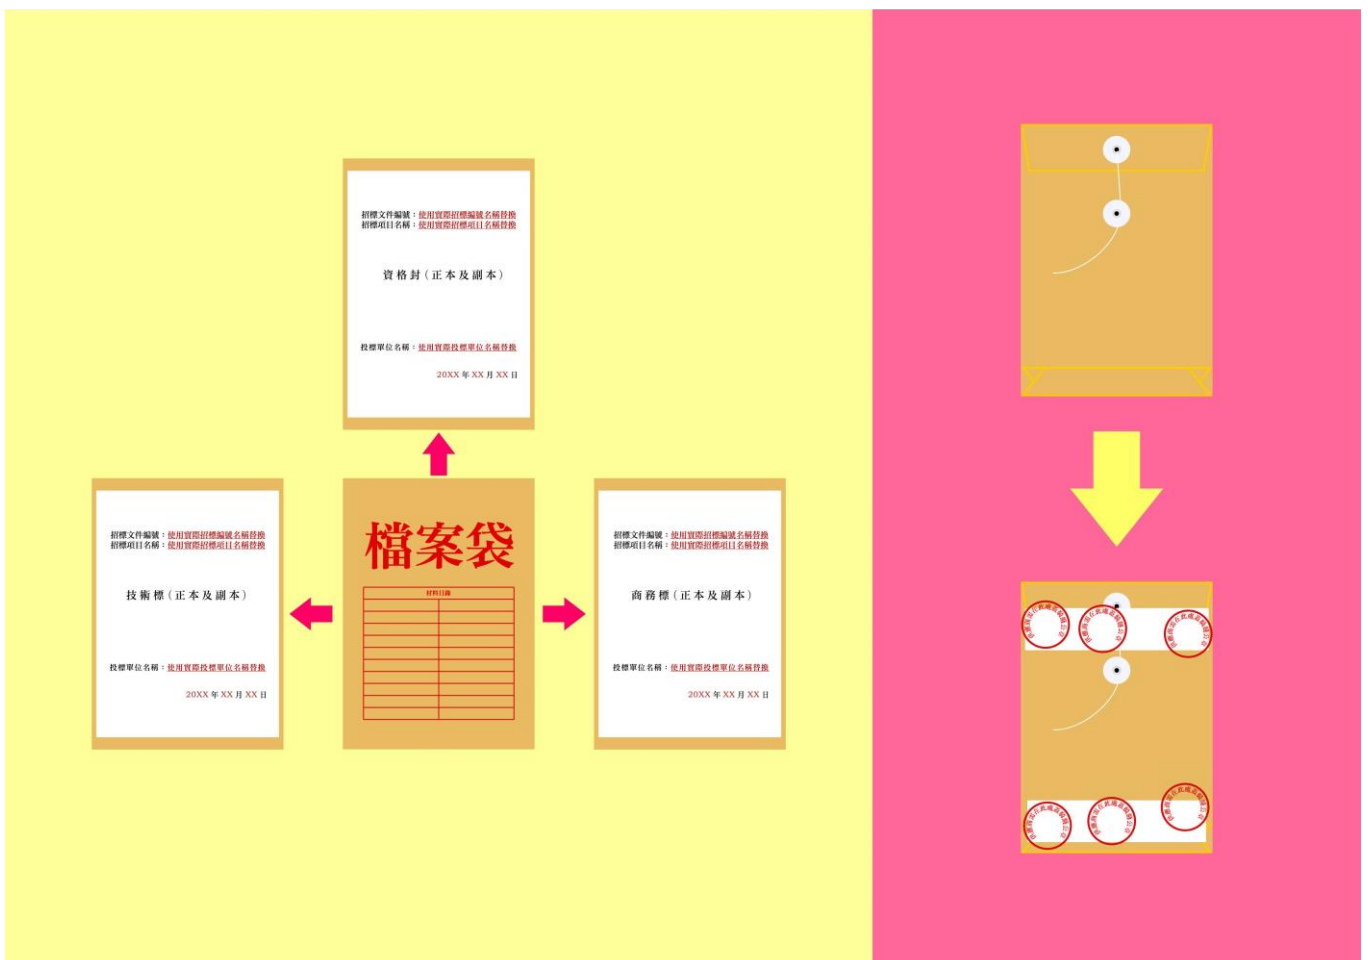 招標文件編號：使用實際招標編號名稱替換
招標項目名稱：使用實際招標項目名稱替換
資格封（正本及副本）
投標單位名稱：使用實際投標單位名稱替換
20XX 年 XX 月 XX 日
招標文件編號：使用實際招標編號名稱替換
招標項目名稱：使用實際招標項目名稱替換
技術標（正本及副本）
投標單位名稱：使用實際投標單位名稱替換
20XX 年 XX 月 XX 日
檔案袋
材料目錄
招標文件編號：使用實際招標編號名稱替換
招標項目名稱：使用實際招標項目名稱替換
商務標（正本及副本）
投標單位名稱：使用實際投標單位名稱替換
20XX 年 XX 月 XX 日